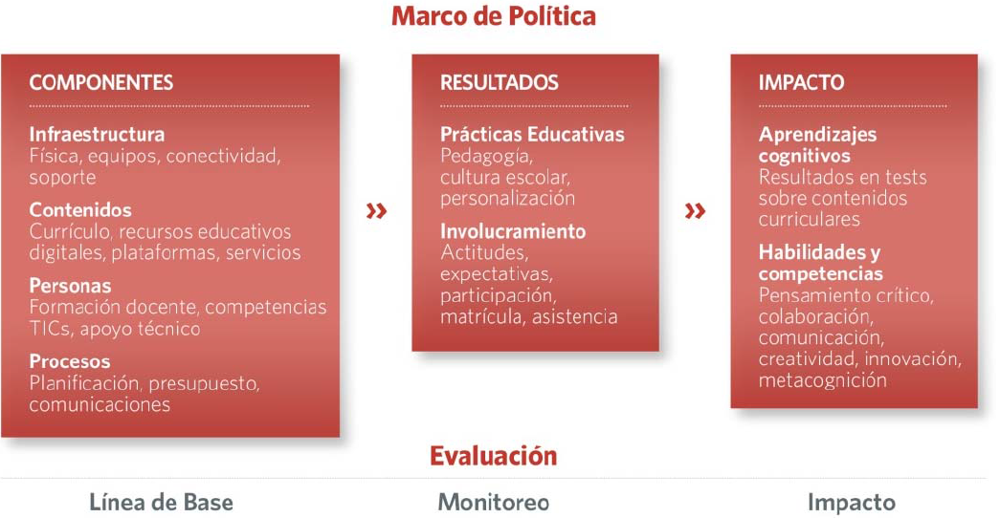 Marco de Política
COMPONENTES
Infraestructura
Física, equipos, conectividad,
soporte
Contenidos
Currículo, recursos educativos
digitales, plataformas, servicios
Personas
Formación docente, competencias
TICs, apoyo técnico
Procesos
Planificación, presupuesto,
comunicaciones
»
RESULTADOS
Prácticas Educativas
Pedagogía,
cultura escolar,
personalización
Involucramiento
Actitudes,
expectativas,
participación,
matrícula, asistencia
»
IMPACTO
Aprendizajes
cognitivos
Resultados en tests
sobre contenidos
curriculares
Habilidades y
competencias
Pensamiento crítico,
colaboración,
comunicación,
creatividad, innovación,
metacognición
Evaluación
Línea de Base
Monitoreo
Impacto